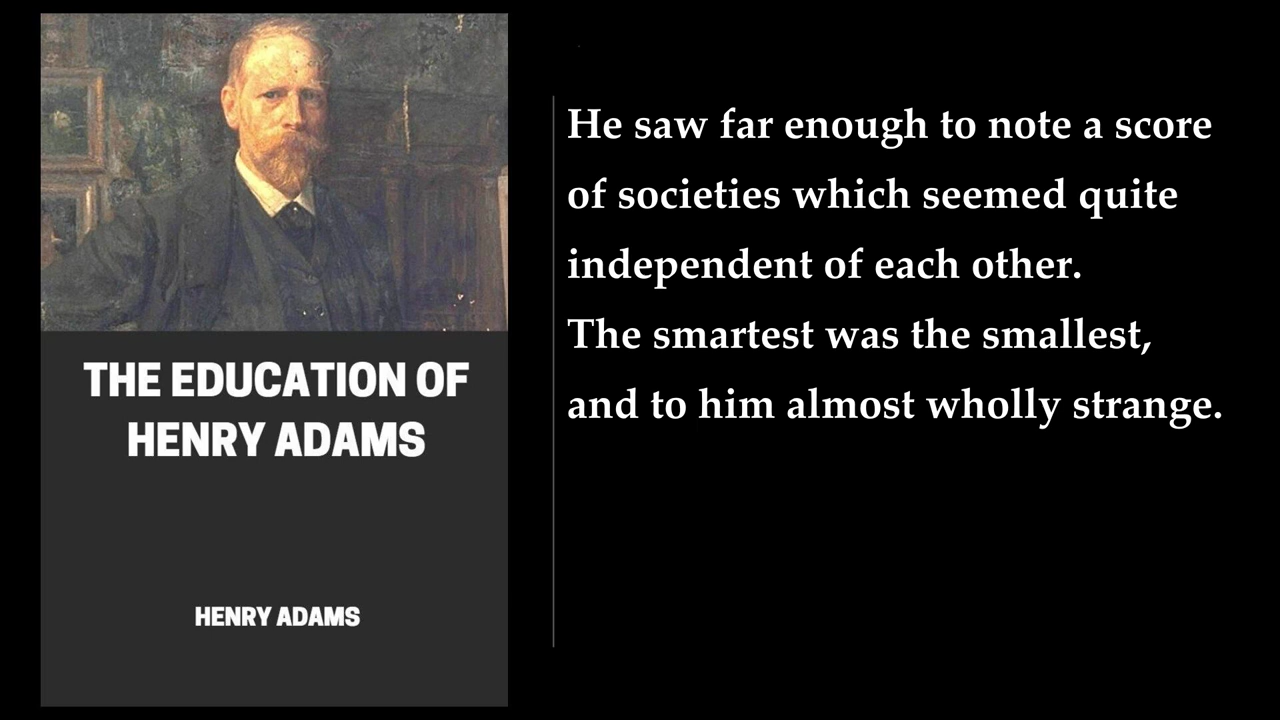 THE EDUCATION OF
HENRY ADAMS
HENRY ADAMS
He saw far enough to note a score
of societies which seemed quite
independent of each other.
The smartest was the smallest,
and to him almost wholly strange.